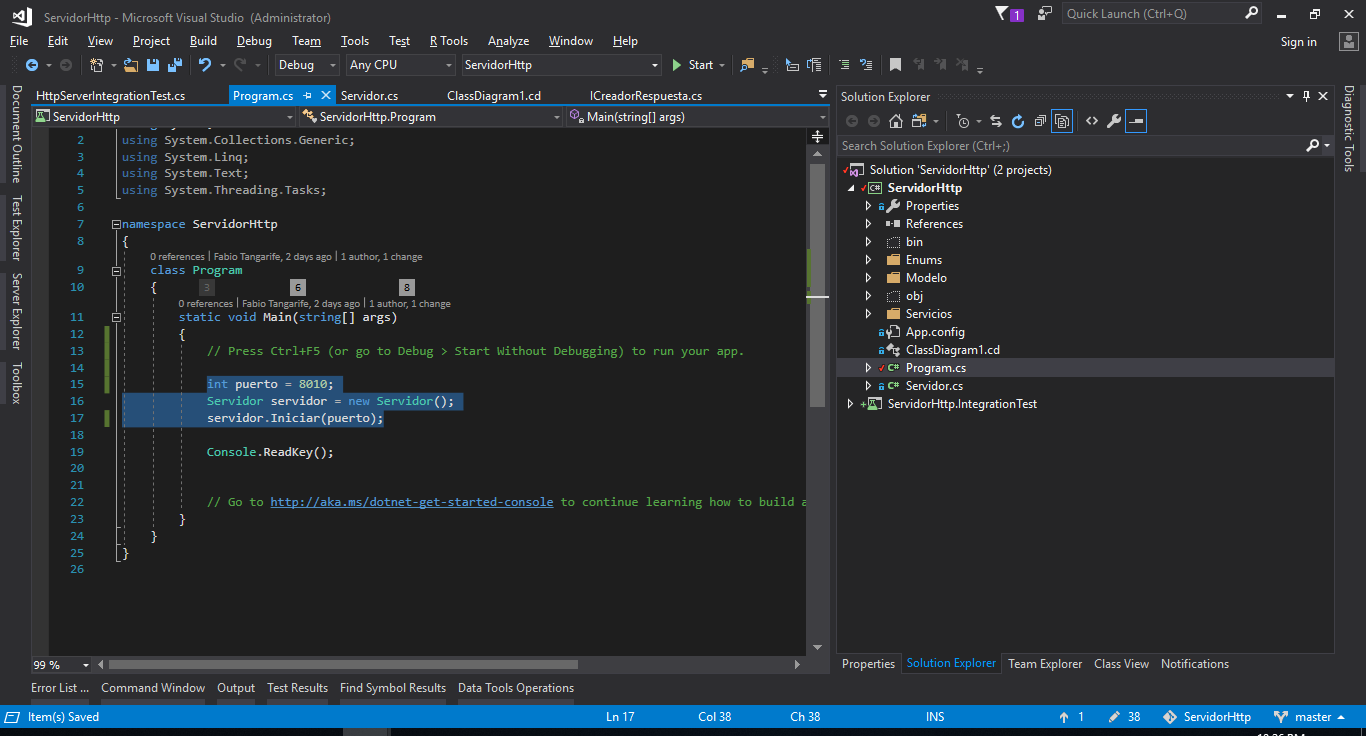 ServidorHttp - Microsoft Visual Studio (Administrator)
1
Quick Launch (Ctrl+Q)
File Edit View Project Build Debug Team Tools Test R Tools Analyze Window Help
Sign in
Debug Any CPU ServidorHttp Start
HttpServerIntegrationTest.cs Program.cs Servidor.cs ClassDiagram1.cd ICreadorRespuesta.cs
ServidorHttp ServidorHttp.Program Main(string[] args)
2 using System.Collections.Generic;
3 using System.Linq;
4 using System.Text;
5 using System.Threading.Tasks;
6
7 namespace ServidorHttp
8 {
0 references | Fabio Tangarife, 2 days ago | 1 author, 1 change
9 class Program
10 { 3 6 8
0 references | Fabio Tangarife, 2 days ago | 1 author, 1 change
11 static void Main(string[] args)
12 {
13 // Press Ctrl+F5 (or go to Debug > Start Without Debugging) to run your app.
14
15 int puerto = 8010;
16 Servidor servidor = new Servidor();
17 servidor.Iniciar(puerto);
18
19 Console.ReadKey();
20
21
22 // Go to http://aka.ms/dotnet-get-started-console to continue learning how to build a
23 }
24 }
25 }
26
99 %
Document Outline
Test Explorer
Server Explorer
Toolbox
Solution Explorer
Search Solution Explorer (Ctrl+;)
Solution 'ServidorHttp' (2 projects)
C# ServidorHttp
Properties
References
bin
Enums
Modelo
obj
Servicios
App.config
ClassDiagram1.cd
C# Program.cs
C# Servidor.cs
ServidorHttp.IntegrationTest
Properties Solution Explorer Team Explorer Class View Notifications
Diagnostic Tools
Error List ... Command Window Output Test Results Find Symbol Results Data Tools Operations
Item(s) Saved Ln 17 Col 38 Ch 38 INS 1 38 ServidorHttp master